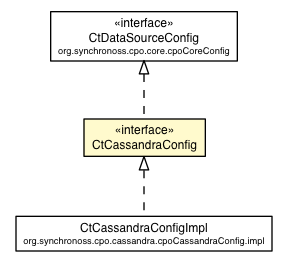 «interface»
CtDataSourceConfig
org.synchronoss.cpo.core.cpoCoreConfig
«interface»
CtCassandraConfig
CtCassandraConfigImpl
org.synchronoss.cpo.cassandra.cpoCassandraConfig.impl